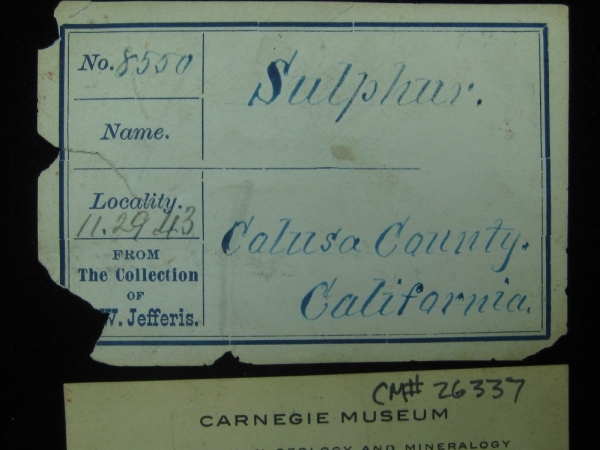 No. 8550
Sulphur.
Name.
Locality.
11.29.43
Calusa County.
California.
FROM
The Collection
OF
W. Jefferis.
CM# 26337
CARNEGIE MUSEUM
GEOLOGY AND MINERALOGY